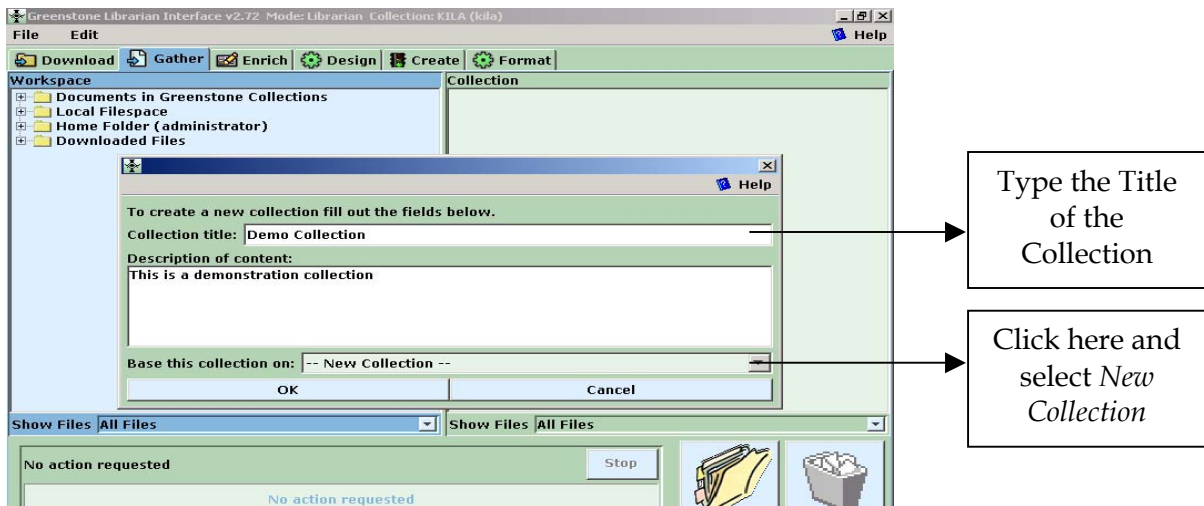 Greenstone Librarian Interface v2.72 Mode: Librarian Collection: KILA (kila)
File Edit Help
Download Gather Enrich Design Create Format
Workspace Collection
Documents in Greenstone Collections
Local Filespace
Home Folder (administrator)
Downloaded Files
Help
To create a new collection fill out the fields below.
Collection title: Demo Collection
Description of content:
This is a demonstration collection
Base this collection on: -- New Collection --
OK Cancel
Show Files All Files Show Files All Files
No action requested Stop
No action requested
Type the Title
of the
Collection
Click here and
select New
Collection